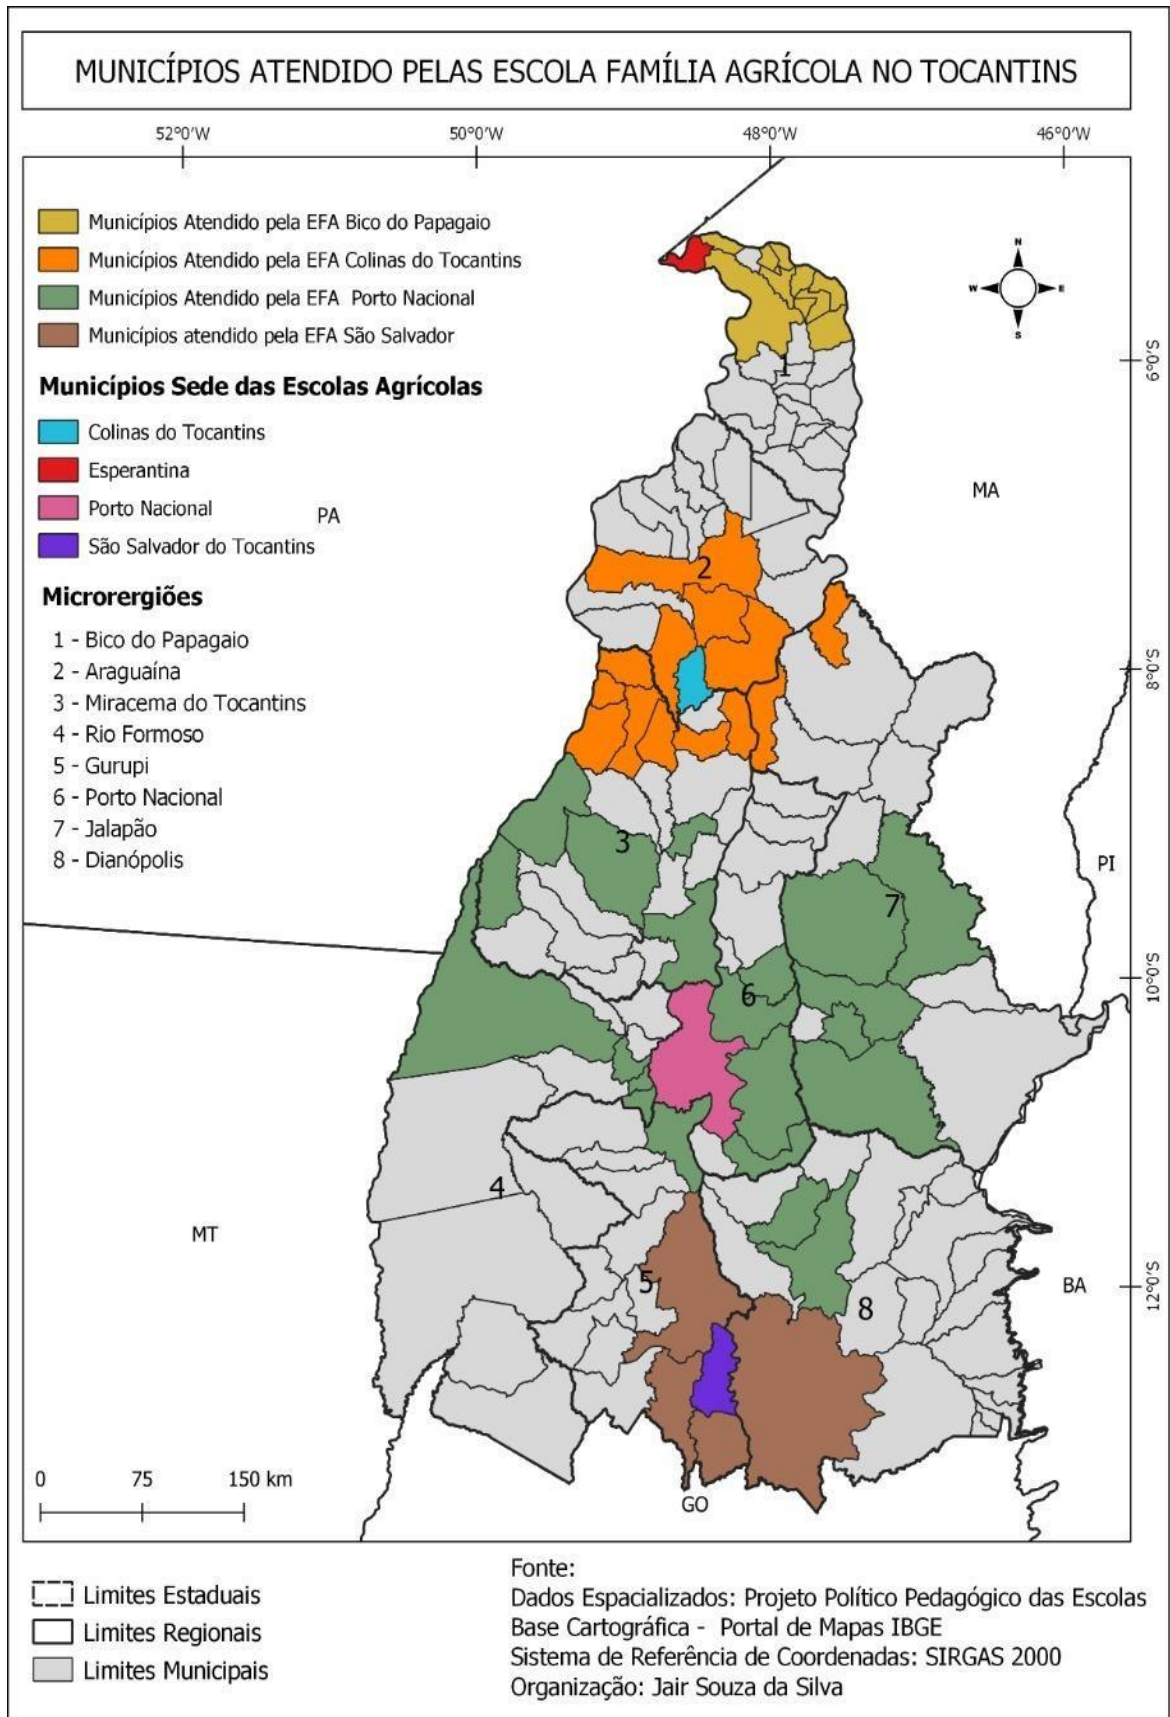 MUNICÍPIOS ATENDIDO PELAS ESCOLA FAMÍLIA AGRÍCOLA NO TOCANTINS
52°0'W
50°0'W
48°0'W
46°0'W
Municípios Atendido pela EFA Bico do Papagaio
Municípios Atendido pela EFA Colinas do Tocantins
Municípios Atendido pela EFA Porto Nacional
Municípios atendido pela EFA São Salvador
Municípios Sede das Escolas Agrícolas
Colinas do Tocantins
Esperantina
Porto Nacional
São Salvador do Tocantins
Microrergiões
1 - Bico do Papagaio
2 - Araguaína
3 - Miracema do Tocantins
4 - Rio Formoso
5 - Gurupi
6 - Porto Nacional
7 - Jalapão
8 - Dianópolis
N
W
E
S
6°0'S
8°0'S
10°0'S
12°0'S
PA
MA
PI
MT
BA
GO
1
2
3
7
6
4
5
8
0 75 150 km
Limites Estaduais
Limites Regionais
Limites Municipais
Fonte:
Dados Espacializados: Projeto Político Pedagógico das Escolas
Base Cartográfica - Portal de Mapas IBGE
Sistema de Referência de Coordenadas: SIRGAS 2000
Organização: Jair Souza da Silva